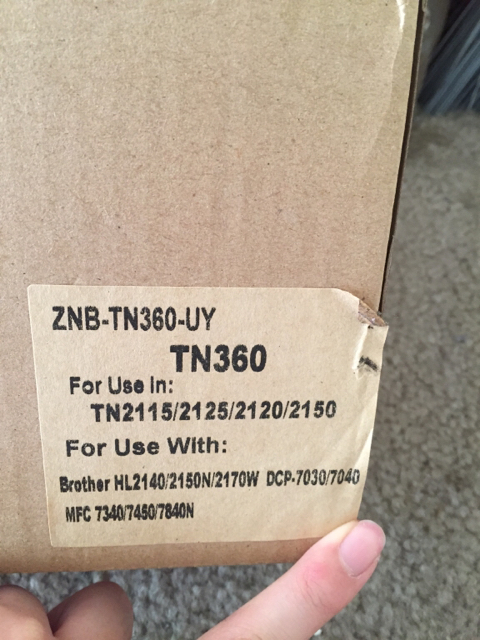 ZNB-TN360-UY
TN360
For Use In:
TN2115/2125/2120/2150
For Use With:
Brother HL2140/2150N/2170W DCP-7030/7040
MFC 7340/7450/7840N